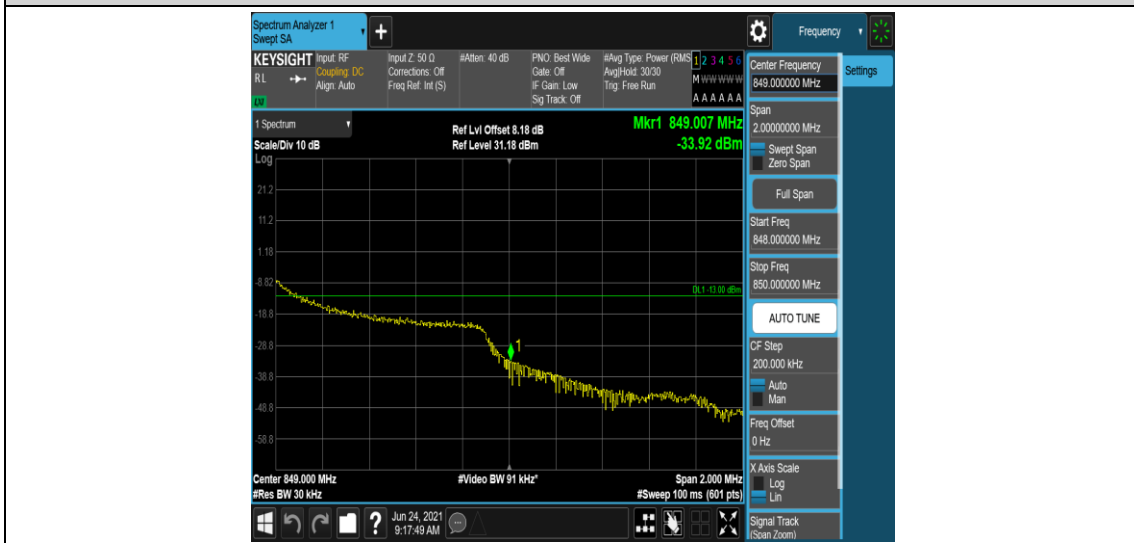 Spectrum Analyzer 1
Swept SA
Frequency
KEYSIGHT
RL
LXI
Input: RF
Coupling: DC
Align: Auto
Input Z: 50 Ω
Corrections: Off
Freq Ref: Int (S)
#Atten: 40 dB
PNO: Best Wide
Gate: Off
IF Gain: Low
Sig Track: Off
#Avg Type: Power (RMS
Avg|Hold: 30/30
Trig: Free Run
1 2 3 4 5 6
M W W W W W
A A A A A A
Center Frequency
849.000000 MHz
Settings
1 Spectrum
Scale/Div 10 dB
Ref Lvl Offset 8.18 dB
Ref Level 31.18 dBm
Mkr1 849.007 MHz
-33.92 dBm
Log
21.2
11.2
1.18
-8.82
-18.8
-28.8
-38.8
-48.8
-58.8
DL1 -13.00 dBm
1
Center 849.000 MHz
#Res BW 30 kHz
#Video BW 91 kHz*
Span 2.000 MHz
#Sweep 100 ms (601 pts)
Span
2.00000000 MHz
Swept Span
Zero Span
Full Span
Start Freq
848.000000 MHz
Stop Freq
850.000000 MHz
AUTO TUNE
CF Step
200.000 kHz
Auto
Man
Freq Offset
0 Hz
X Axis Scale
Log
Lin
Signal Track
(Span Zoom)
?
Jun 24, 2021
9:17:49 AM